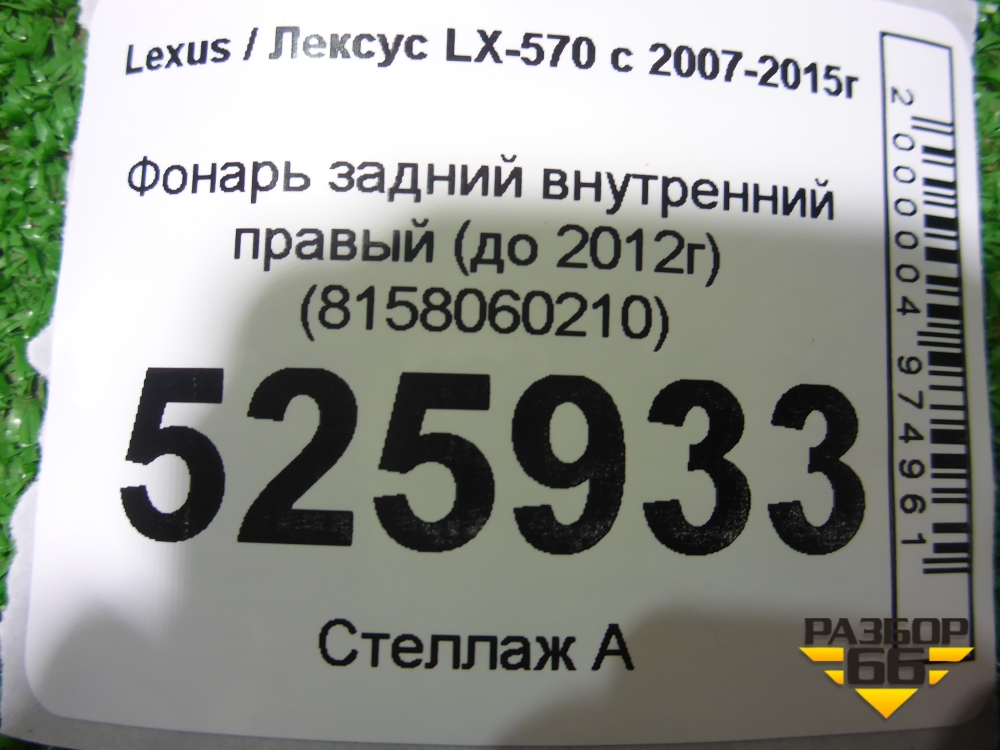 Lexus / Лексус LX-570 с 2007-2015г
Фонарь задний внутренний
правый (до 2012г)
(8158060210)
525933
Стеллаж А
2000004974961
РАЗБОР
66